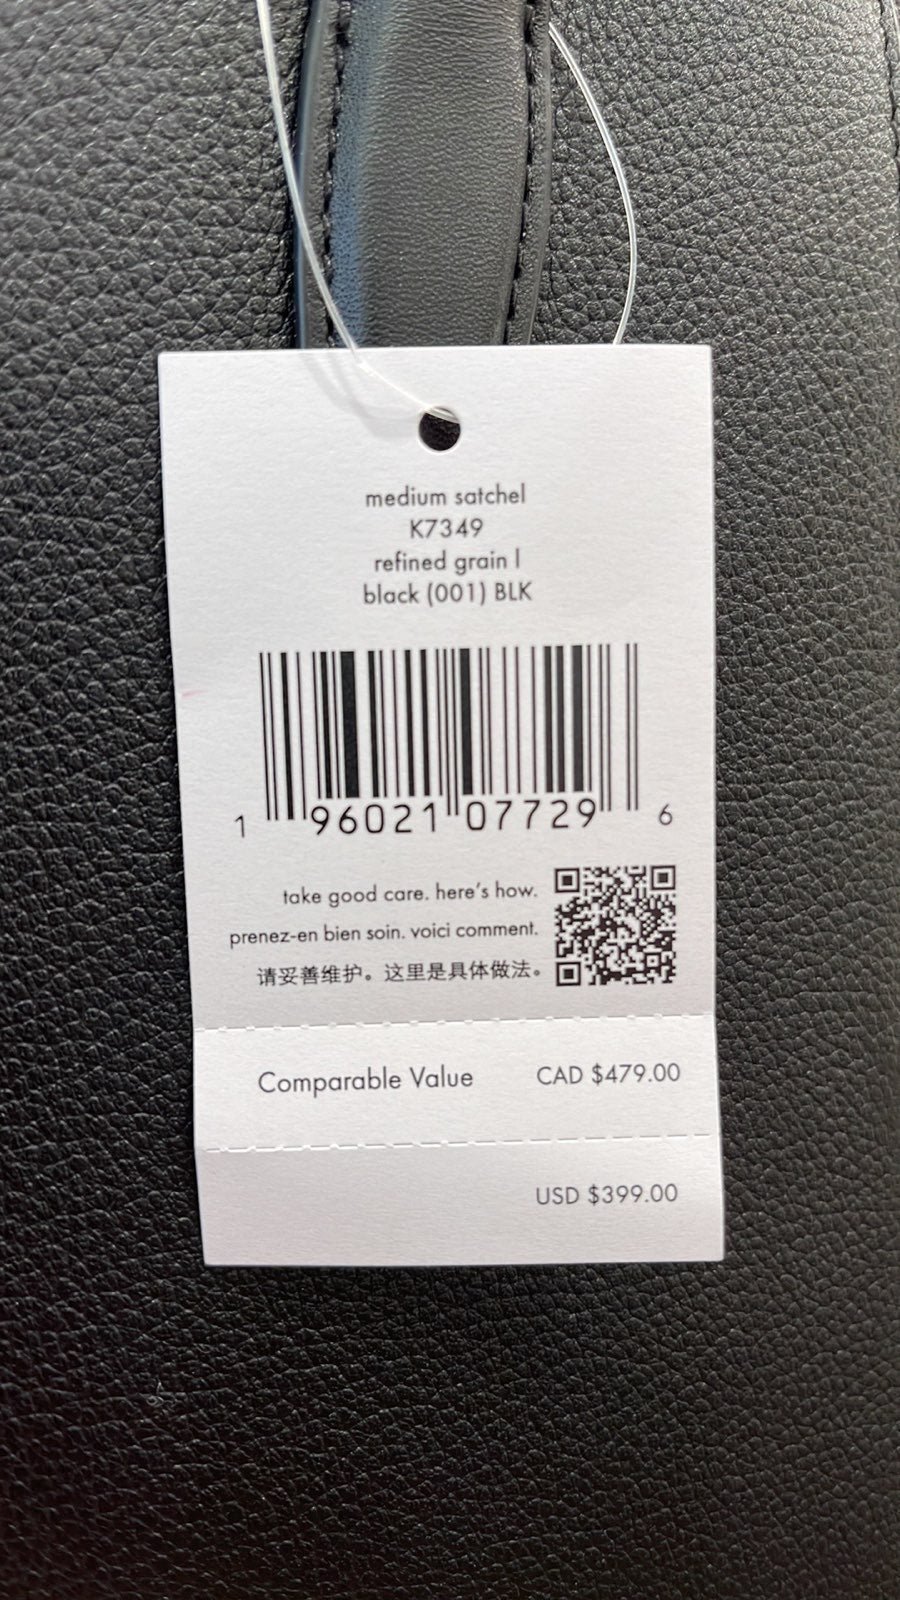 medium satchel
K7349
refined grain l
black (001) BLK
1 96021 07729 6
take good care. here's how.
prenez-en bien soin. voici comment.
请妥善维护。这里是具体做法。
Comparable Value CAD $479.00
USD $399.00